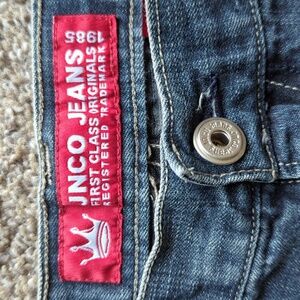 JNCO JEANS
FIRST CLASS ORIGINALS
REGISTERED TRADEMARK
1985